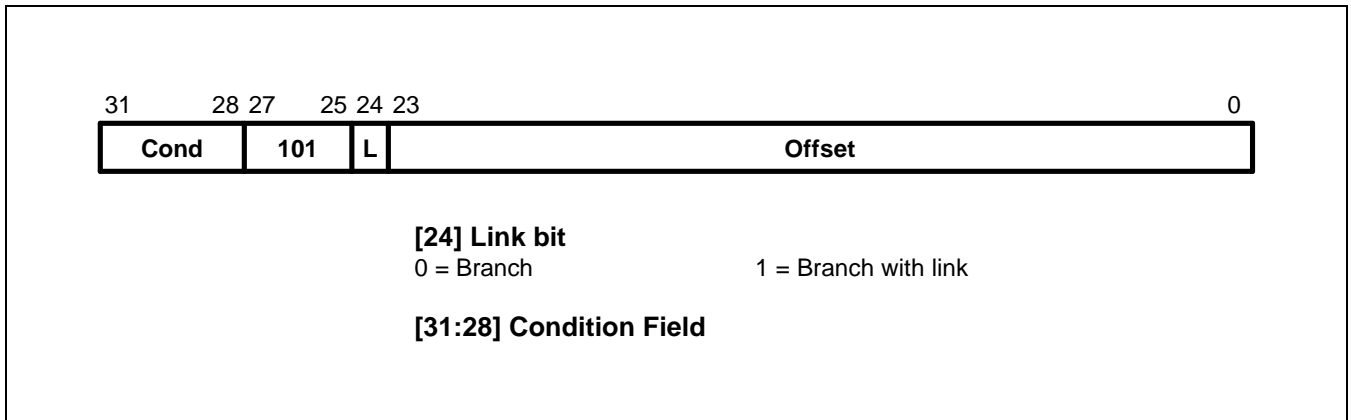 31 28 27 25 24 23 0
Cond 101 L Offset
[24] Link bit
0 = Branch 1 = Branch with link
[31:28] Condition Field